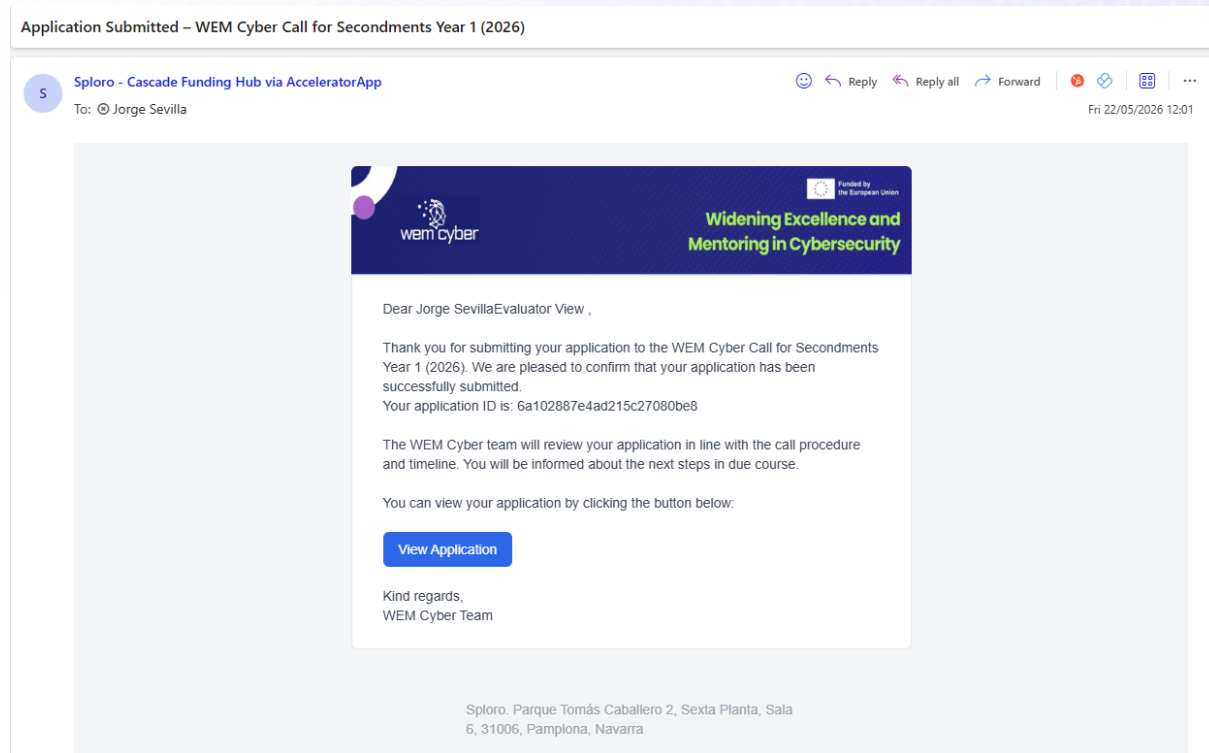 Application Submitted – WEM Cyber Call for Secondments Year 1 (2026)
S
Sploro - Cascade Funding Hub via AcceleratorApp
Reply
Reply all
Forward
To: Jorge Sevilla
Fri 22/05/2026 12:01
wem cyber
Funded by
the European Union
Widening Excellence and
Mentoring in Cybersecurity
Dear Jorge SevillaEvaluator View ,
Thank you for submitting your application to the WEM Cyber Call for Secondments
Year 1 (2026). We are pleased to confirm that your application has been
successfully submitted.
Your application ID is: 6a102887e4ad215c27080be8
The WEM Cyber team will review your application in line with the call procedure
and timeline. You will be informed about the next steps in due course.
You can view your application by clicking the button below:
View Application
Kind regards,
WEM Cyber Team
Sploro. Parque Tomás Caballero 2, Sexta Planta, Sala
6, 31006, Pamplona, Navarra